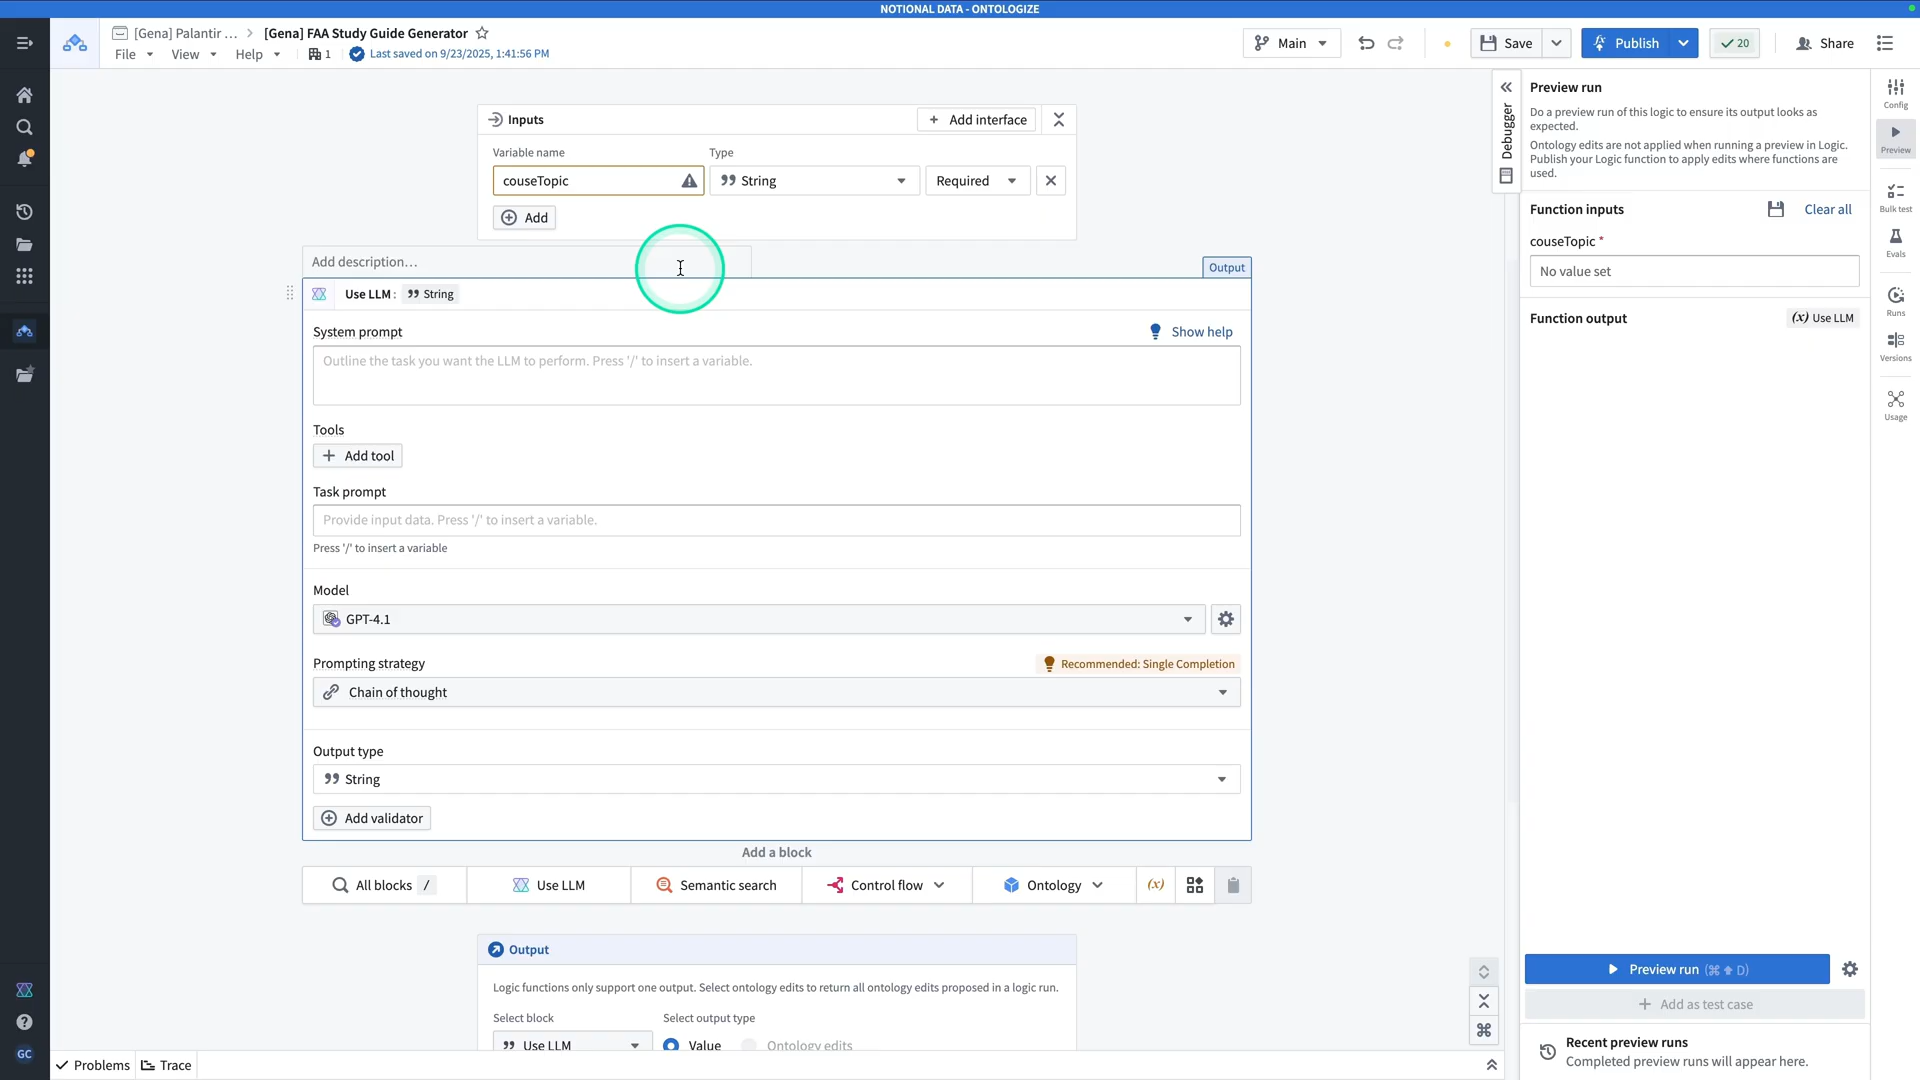 NOTIONAL DATA - ONTOLOGIZE
[Gena] Palantir ... > [Gena] FAA Study Guide Generator
File View Help 1 Last saved on 9/23/2025, 1:41:56 PM
Main Save Publish 20 Share
Inputs + Add interface
Variable name Type
couseTopic String Required
Add
Add description...
Output
Use LLM : String
System prompt Show help
Outline the task you want the LLM to perform. Press '/' to insert a variable.
Tools
+ Add tool
Task prompt
Provide input data. Press '/' to insert a variable.
Press '/' to insert a variable
Model
GPT-4.1
Prompting strategy Recommended: Single Completion
Chain of thought
Output type
String
Add validator
Add a block
All blocks / Use LLM Semantic search Control flow Ontology (x)
Output
Logic functions only support one output. Select ontology edits to return all ontology edits proposed in a logic run.
Select block Select output type
Use LLM Value Ontology edits
Problems Trace
Debugger
Preview run
Do a preview run of this logic to ensure its output looks as
expected.
Ontology edits are not applied when running a preview in Logic.
Publish your Logic function to apply edits where functions are
used.
Function inputs Clear all
couseTopic *
No value set
Function output (x) Use LLM
Preview run (⌘ ⇧ D)
+ Add as test case
Recent preview runs
Completed preview runs will appear here.
Config
Preview
Bulk test
Evals
Runs
Versions
Usage
GC